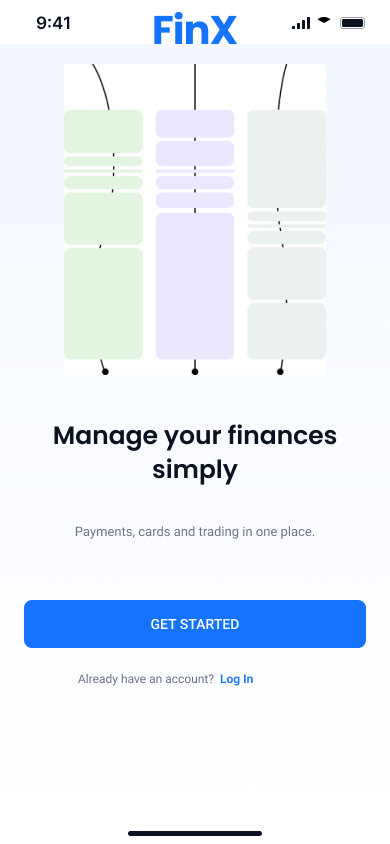 9:41
FinX
Manage your finances
simply
Payments, cards and trading in one place.
GET STARTED
Already have an account? Log In